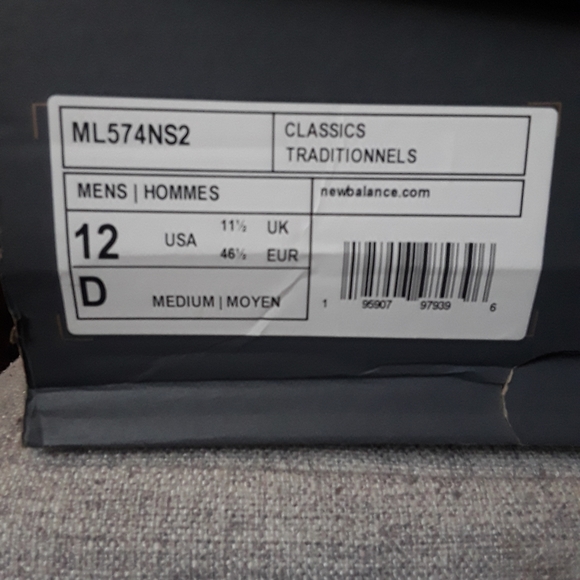 ML574NS2
CLASSICS
TRADITIONNELS
MENS | HOMMES
newbalance.com
12 USA 11½ UK
46½ EUR
D MEDIUM | MOYEN
1 95907 97939 6